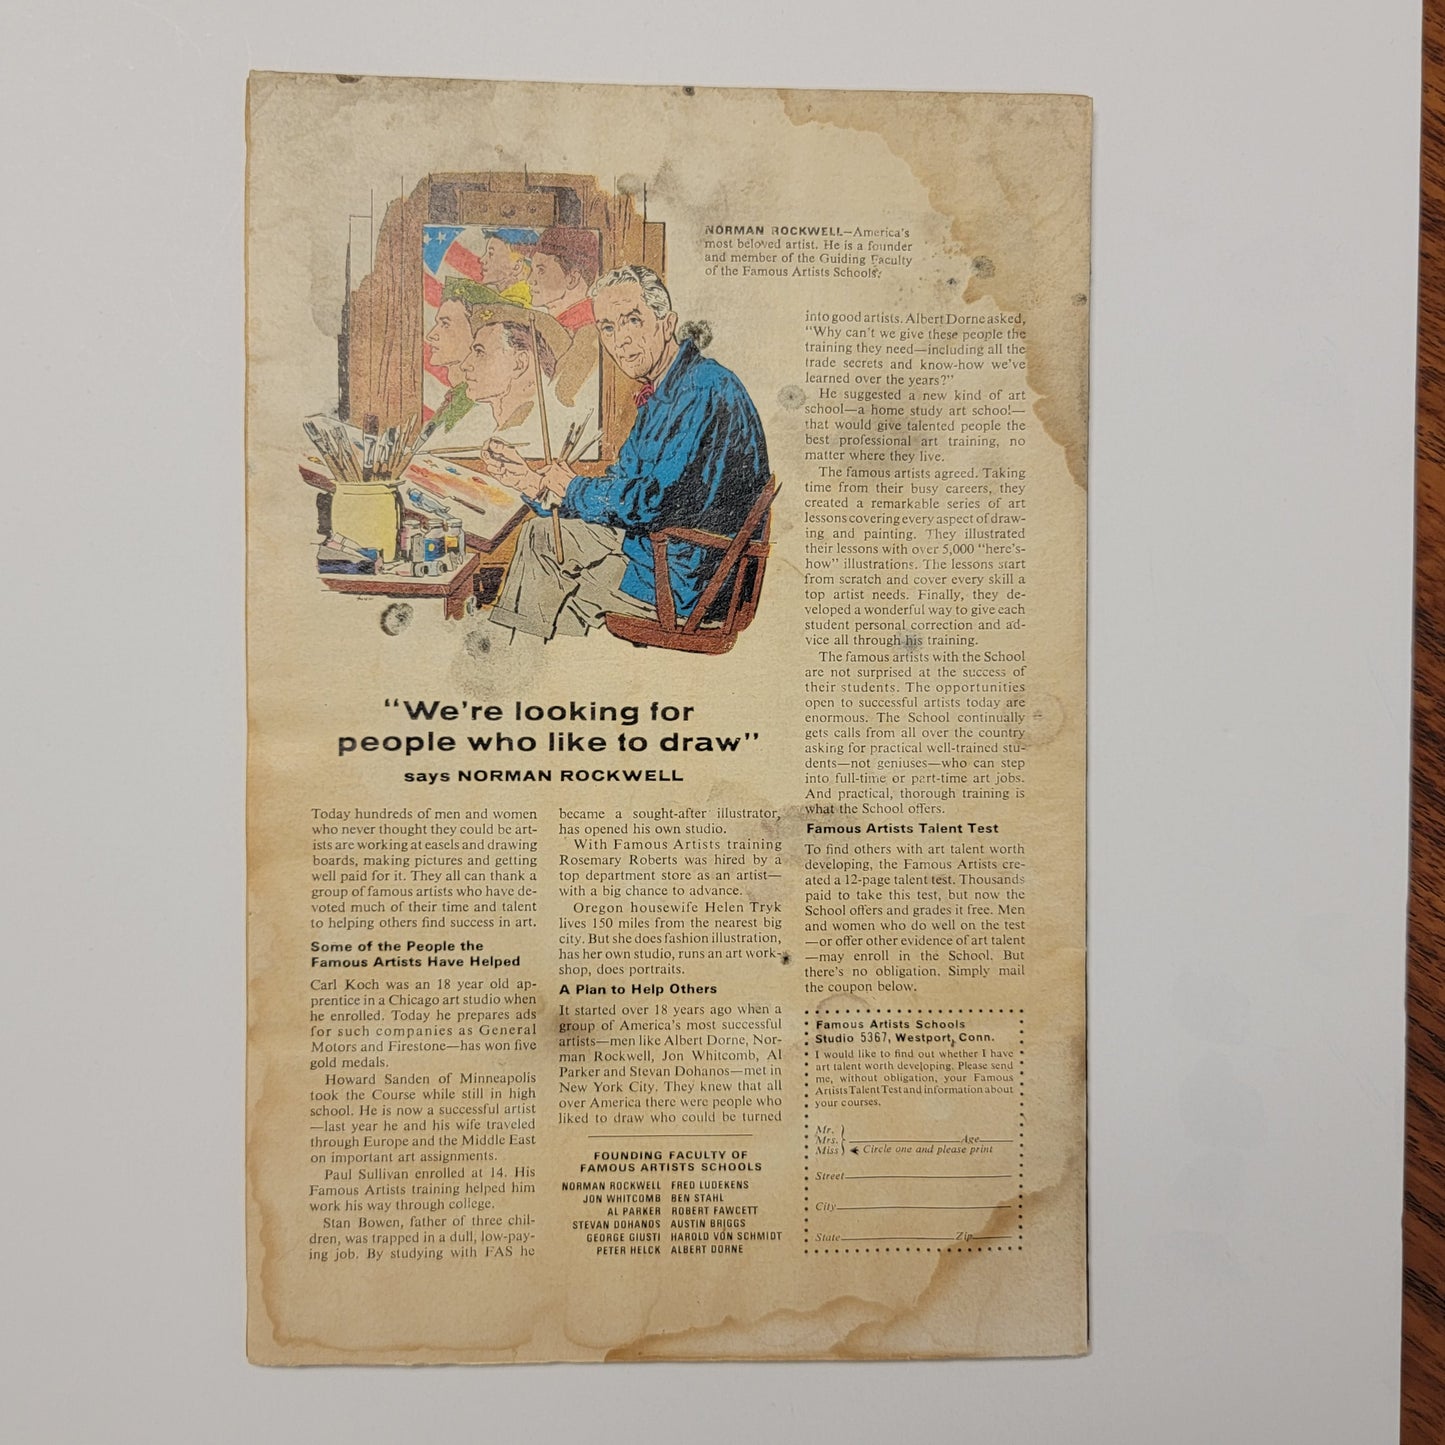 NORMAN ROCKWELL—America's
most beloved artist. He is a founder
and member of the Guiding Faculty
of the Famous Artists Schools.
"We're looking for
people who like to draw"
says NORMAN ROCKWELL
Today hundreds of men and women
who never thought they could be art-
ists are working at easels and drawing
boards, making pictures and getting
well paid for it. They all can thank a
group of famous artists who have de-
voted much of their time and talent
to helping others find success in art.
Some of the People the
Famous Artists Have Helped
Carl Koch was an 18 year old ap-
prentice in a Chicago art studio when
he enrolled. Today he prepares ads
for such companies as General
Motors and Firestone—has won five
gold medals.
Howard Sanden of Minneapolis
took the Course while still in high
school. He is now a successful artist
—last year he and his wife traveled
through Europe and the Middle East
on important art assignments.
Paul Sullivan enrolled at 14. His
Famous Artists training helped him
work his way through college.
Stan Bowen, father of three chil-
dren, was trapped in a dull, low-pay-
ing job. By studying with FAS he
became a sought-after illustrator,
has opened his own studio.
With Famous Artists training
Rosemary Roberts was hired by a
top department store as an artist—
with a big chance to advance.
Oregon housewife Helen Tryk
lives 150 miles from the nearest big
city. But she does fashion illustration,
has her own studio, runs an art work-
shop, does portraits.
A Plan to Help Others
It started over 18 years ago when a
group of America's most successful
artists—men like Albert Dorne, Nor-
man Rockwell, Jon Whitcomb, Al
Parker and Stevan Dohanos—met in
New York City. They knew that all
over America there were people who
liked to draw who could be turned
into good artists. Albert Dorne asked,
"Why can't we give these people the
training they need—including all the
trade secrets and know-how we've
learned over the years?"
He suggested a new kind of art
school—a home study art school—
that would give talented people the
best professional art training, no
matter where they live.
The famous artists agreed. Taking
time from their busy careers, they
created a remarkable series of art
lessons covering every aspect of draw-
ing and painting. They illustrated
their lessons with over 5,000 "here's-
how" illustrations. The lessons start
from scratch and cover every skill a
top artist needs. Finally, they de-
veloped a wonderful way to give each
student personal correction and ad-
vice all through his training.
The famous artists with the School
are not surprised at the success of
their students. The opportunities
open to successful artists today are
enormous. The School continually
gets calls from all over the country
asking for practical well-trained stu-
dents—not geniuses—who can step
into full-time or part-time art jobs.
And practical, thorough training is
what the School offers.
Famous Artists Talent Test
To find others with art talent worth
developing, the Famous Artists cre-
ated a 12-page talent test. Thousands
paid to take this test, but now the
School offers and grades it free. Men
and women who do well on the test
—or offer other evidence of art talent
—may enroll in the School. But
there's no obligation. Simply mail
the coupon below.
FOUNDING FACULTY OF
FAMOUS ARTISTS SCHOOLS
NORMAN ROCKWELL FRED LUDEKENS
JON WHITCOMB BEN STAHL
AL PARKER ROBERT FAWCETT
STEVAN DOHANOS AUSTIN BRIGGS
GEORGE GIUSTI HAROLD VON SCHMIDT
PETER HELCK ALBERT DORNE
Famous Artists Schools
Studio 5367, Westport, Conn.
I would like to find out whether I have
art talent worth developing. Please send
me, without obligation, your Famous
Artists Talent Test and information about
your courses.
Mr.
Mrs. Age
Miss Circle one and please print
Street
City
State Zip